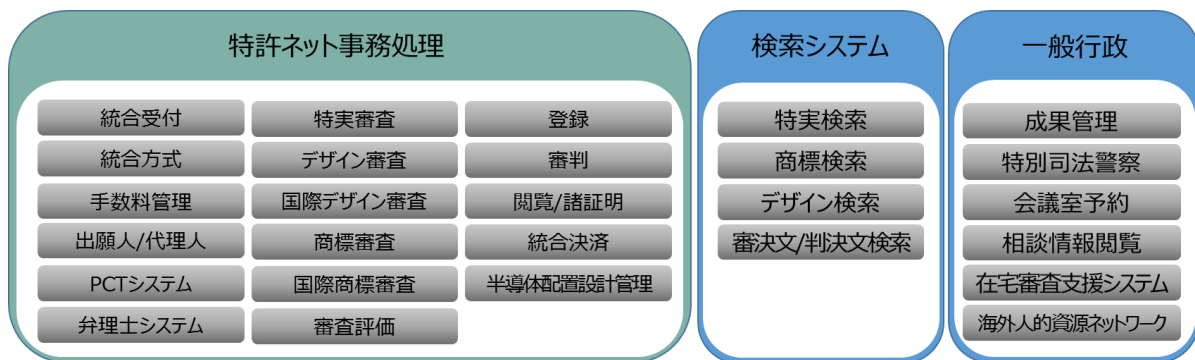 特許ネット事務処理
統合受付
統合方式
手数料管理
出願人/代理人
PCTシステム
弁理士システム
特実審査
デザイン審査
国際デザイン審査
商標審査
国際商標審査
審査評価
登録
審判
閲覧/諸証明
統合決済
半導体配置設計管理
検索システム
特実検索
商標検索
デザイン検索
審決文/判決文検索
一般行政
成果管理
特別司法警察
会議室予約
相談情報閲覧
在宅審査支援システム
海外人的資源ネットワーク